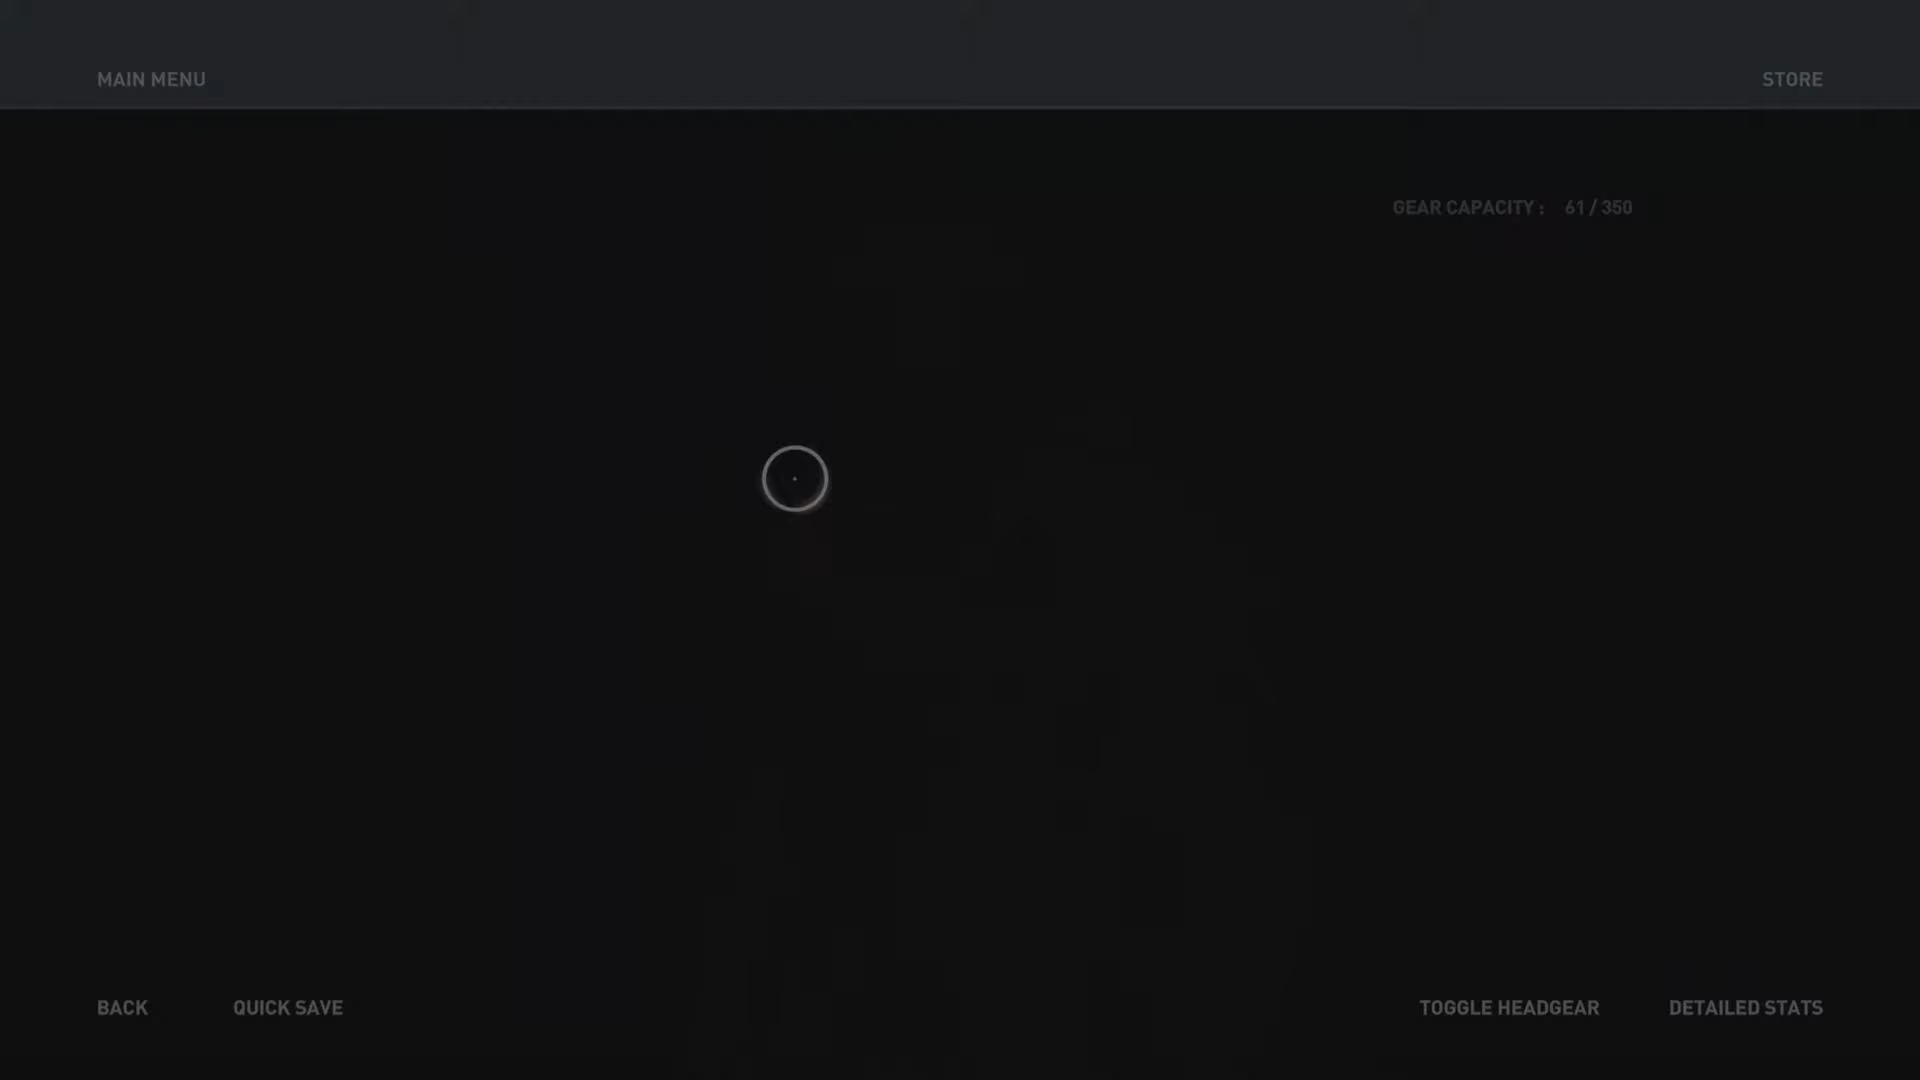 MAIN MENU
STORE
GEAR CAPACITY : 61 / 350
BACK
QUICK SAVE
TOGGLE HEADGEAR
DETAILED STATS